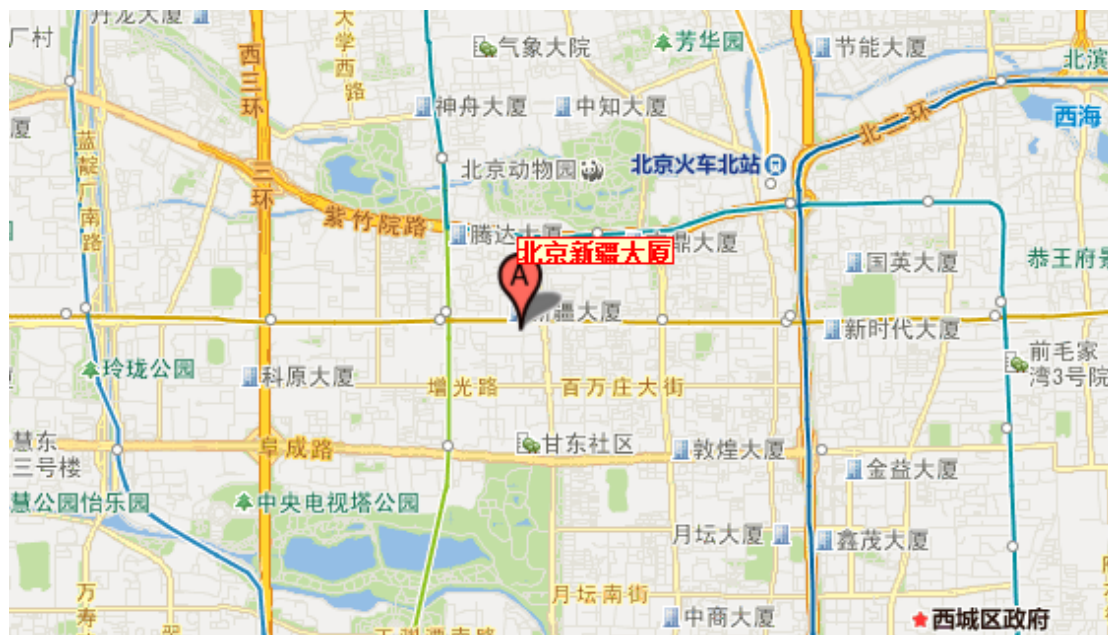 丹龙大厦
厂村
西三环
大学西路
气象大院
芳华园
节能大厦
北滨
神舟大厦
中知大厦
西海
厦
蓝靛厂南路
北二环
北京动物园
北京火车北站
三环
紫竹院路
腾达大厦
鼎大厦
北京新疆大厦
A
国英大厦
恭王府景
新疆大厦
新时代大厦
玲珑公园
科原大厦
增光路
百万庄大街
前毛家
湾3号院
慧东
三号楼
阜成路
甘东社区
敦煌大厦
金益大厦
慧公园怡乐园
中央电视塔公园
月坛大厦
鑫茂大厦
万寿
月坛南街
中商大厦
西城区政府